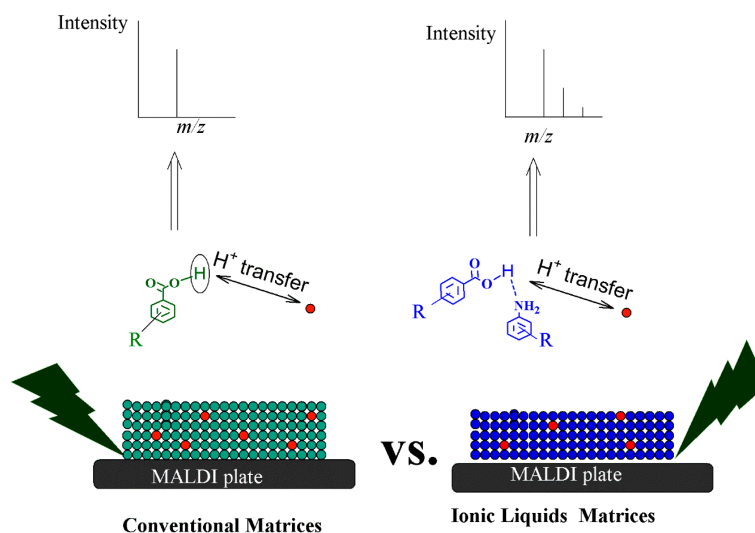 Intensity
m/z
Intensity
m/z
H
O
O
R
H+ transfer
O
O
H
R
NH2
R
H+ transfer
MALDI plate
vs.
MALDI plate
Conventional Matrices
Ionic Liquids Matrices